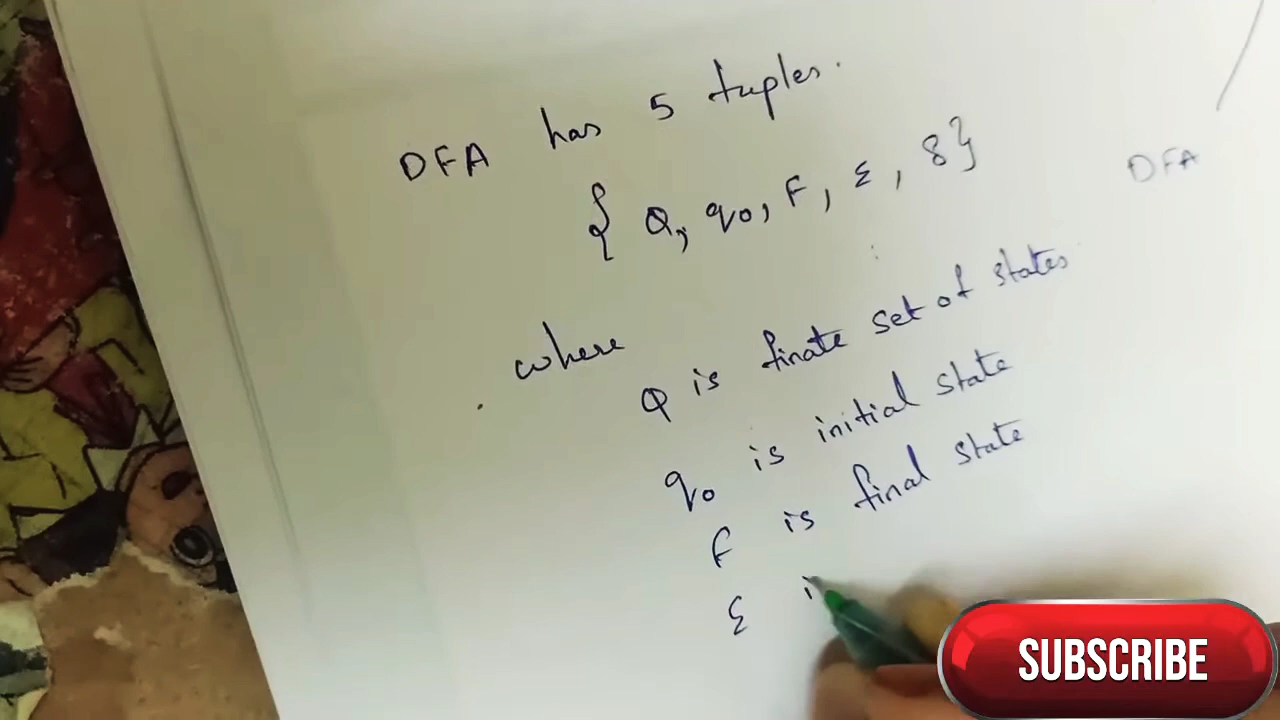 DFA has 5 tuples.
{ Q, q0, F, Σ, δ}
DFA
where
Q is finate set of states
q0 is initial state
F is final state
Σ i
SUBSCRIBE